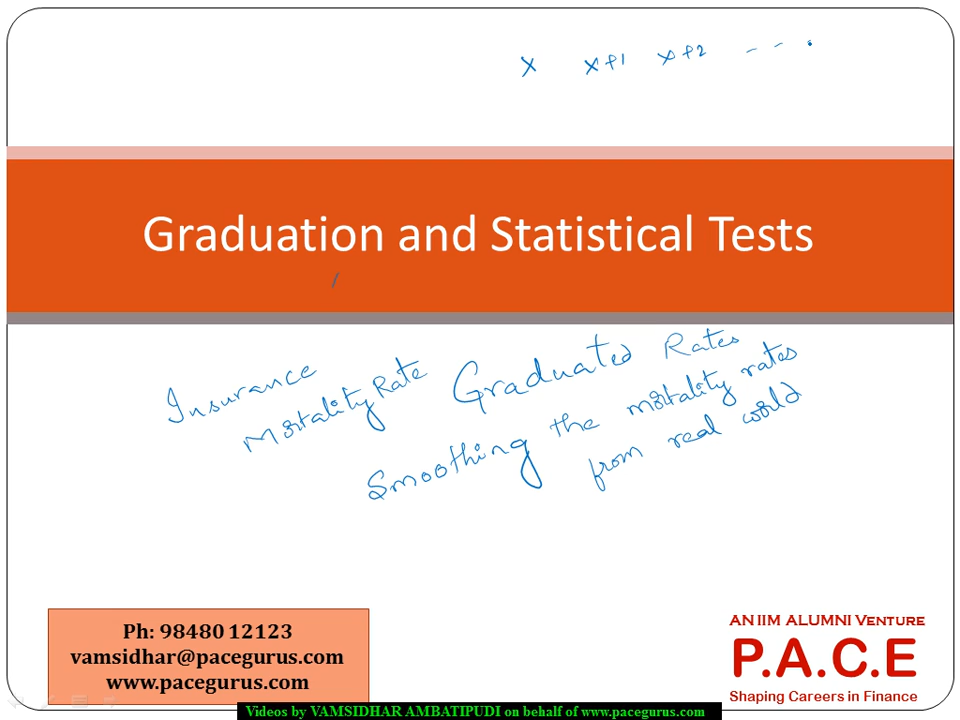 x x+1 x+2 - - .
Graduation and Statistical Tests
Insurance
Mortality Rate
Graduated Rates
Smoothing the mortality rates
from real world
Ph: 98480 12123
vamsidhar@pacegurus.com
www.pacegurus.com
AN IIM ALUMNI VENTURE
P.A.C.E
Shaping Careers in Finance
Videos by VAMSIDHAR AMBATIPUDI on behalf of www.pacegurus.com